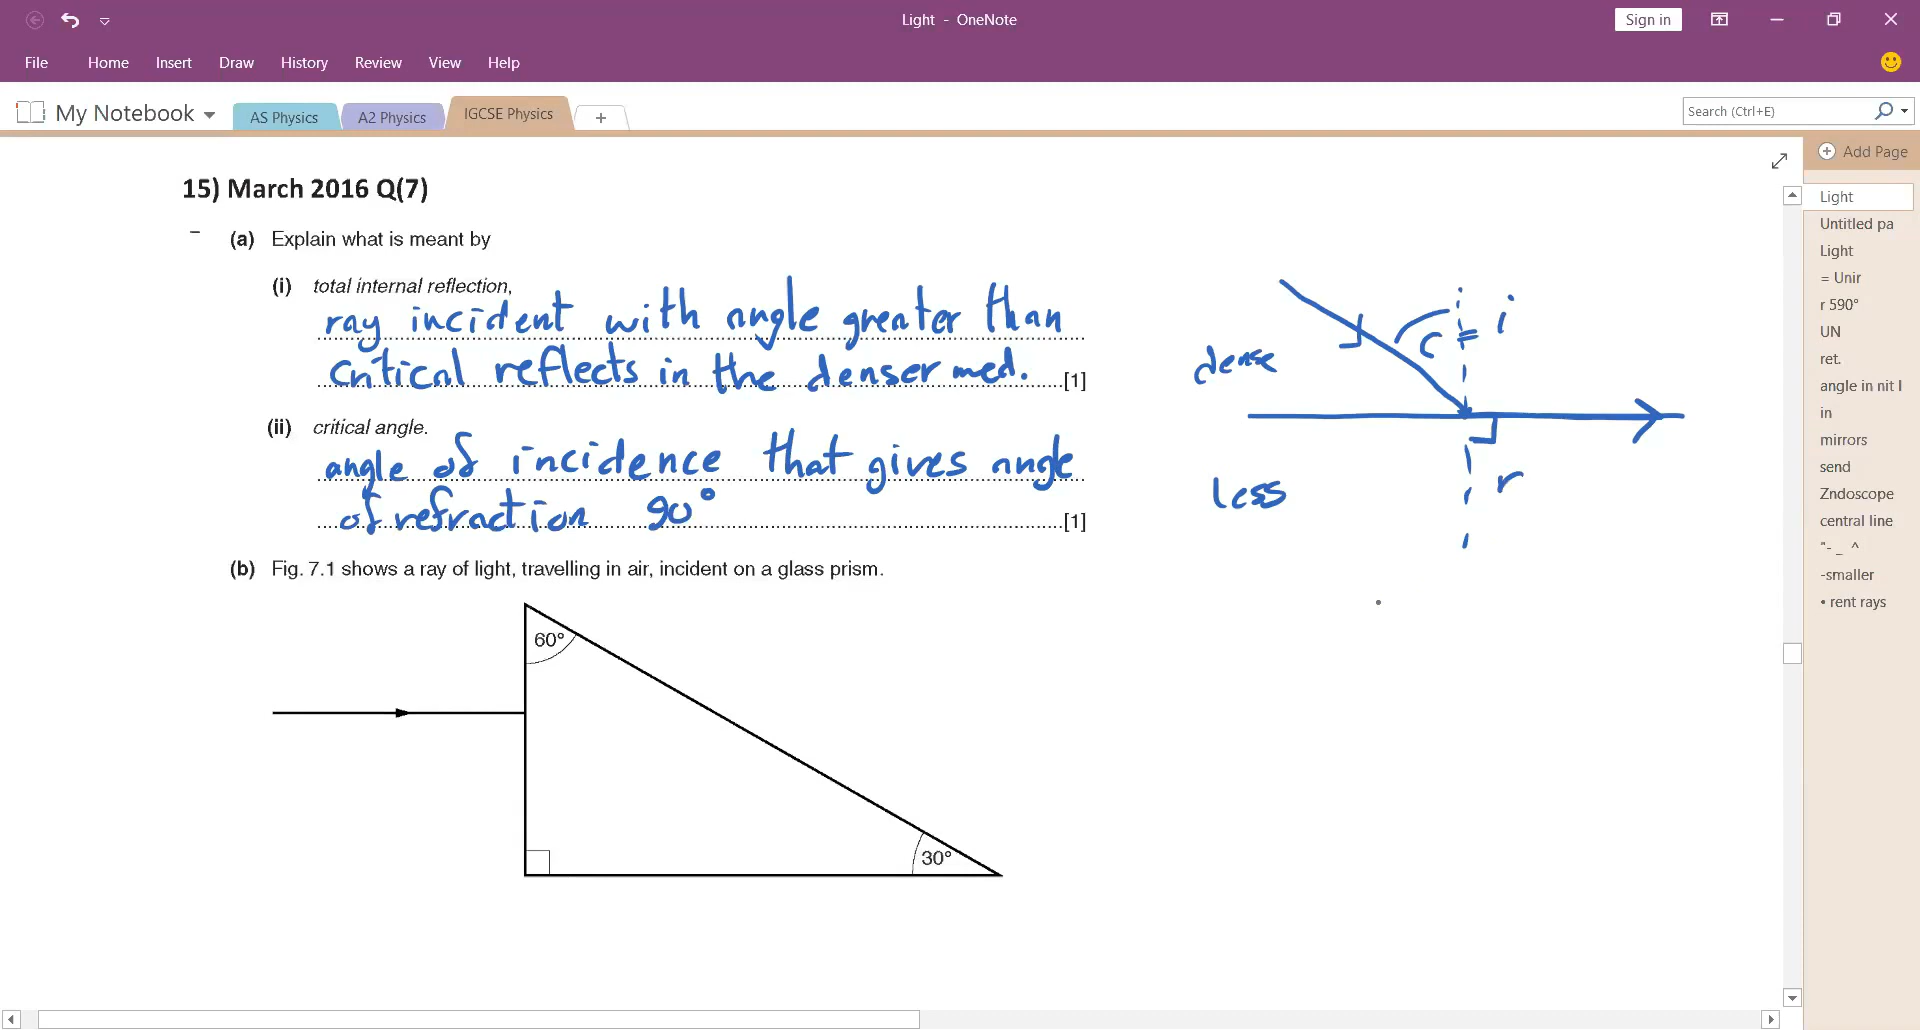 Light - OneNote
Sign in
File Home Insert Draw History Review View Help
My Notebook
AS Physics
A2 Physics
IGCSE Physics
+
Search (Ctrl+E)
Add Page
15) March 2016 Q(7)
(a) Explain what is meant by
(i) total internal reflection,
ray incident with angle greater than
critical reflects in the denser med.
[1]
(ii) critical angle.
angle of incidence that gives angle
of refraction 90°
[1]
dense
less
c = i
r
(b) Fig. 7.1 shows a ray of light, travelling in air, incident on a glass prism.
60°
30°
Light
Untitled pa
Light
= Unir
r 590°
UN
ret.
angle in nit I
in
mirrors
send
Zndoscope
central line
"- _ ^
-smaller
• rent rays